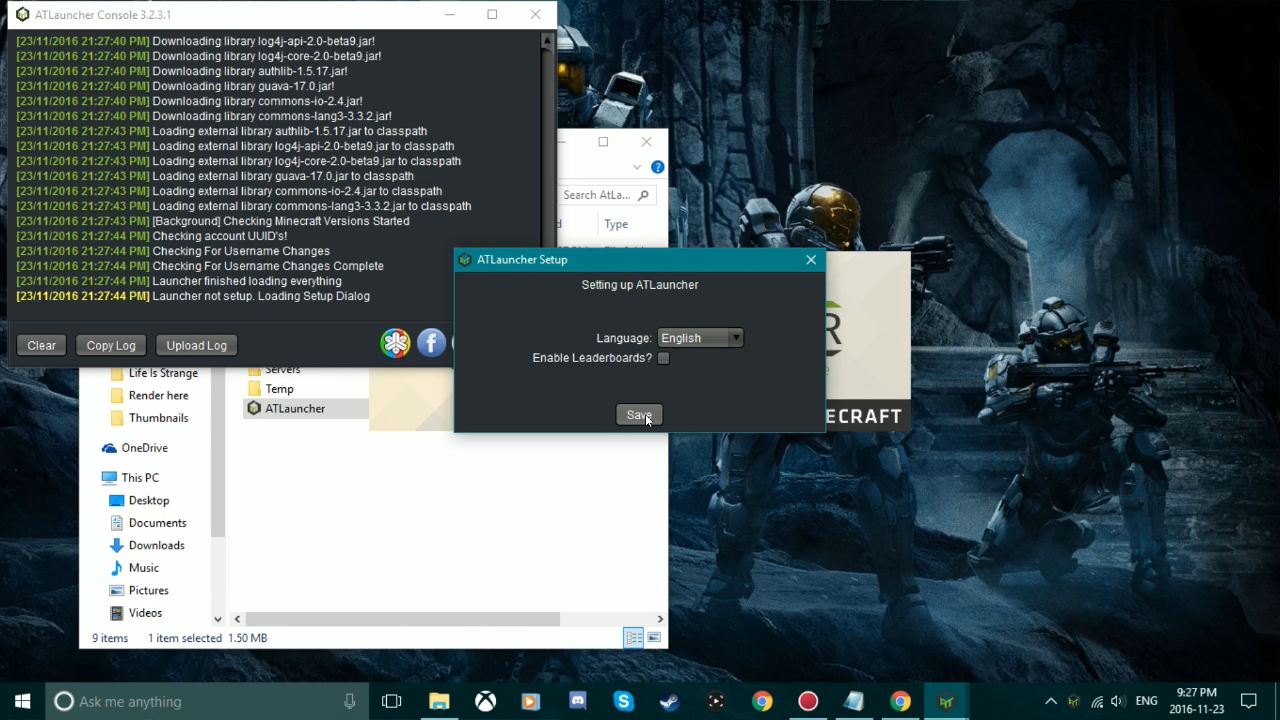 ATLauncher Console 3.2.3.1
[23/11/2016 21:27:40 PM] Downloading library log4j-api-2.0-beta9.jar!
[23/11/2016 21:27:40 PM] Downloading library log4j-core-2.0-beta9.jar!
[23/11/2016 21:27:40 PM] Downloading library authlib-1.5.17.jar!
[23/11/2016 21:27:40 PM] Downloading library guava-17.0.jar!
[23/11/2016 21:27:40 PM] Downloading library commons-io-2.4.jar!
[23/11/2016 21:27:40 PM] Downloading library commons-lang3-3.3.2.jar!
[23/11/2016 21:27:43 PM] Loading external library authlib-1.5.17.jar to classpath
[23/11/2016 21:27:43 PM] Loading external library log4j-api-2.0-beta9.jar to classpath
[23/11/2016 21:27:43 PM] Loading external library log4j-core-2.0-beta9.jar to classpath
[23/11/2016 21:27:43 PM] Loading external library guava-17.0.jar to classpath
[23/11/2016 21:27:43 PM] Loading external library commons-io-2.4.jar to classpath
[23/11/2016 21:27:43 PM] Loading external library commons-lang3-3.3.2.jar to classpath
[23/11/2016 21:27:43 PM] [Background] Checking Minecraft Versions Started
[23/11/2016 21:27:44 PM] Checking account UUID's!
[23/11/2016 21:27:44 PM] Checking For Username Changes
[23/11/2016 21:27:44 PM] Checking For Username Changes Complete
[23/11/2016 21:27:44 PM] Launcher finished loading everything
[23/11/2016 21:27:44 PM] Launcher not setup. Loading Setup Dialog
Clear
Copy Log
Upload Log
Search AtLa...
Type
ATLauncher Setup
Setting up ATLauncher
Language: English
Enable Leaderboards?
Save
R
ECRAFT
Life Is Strange
Render here
Thumbnails
OneDrive
This PC
Desktop
Documents
Downloads
Music
Pictures
Videos
Servers
Temp
ATLauncher
9 items 1 item selected 1.50 MB
Ask me anything
ENG
9:27 PM
2016-11-23